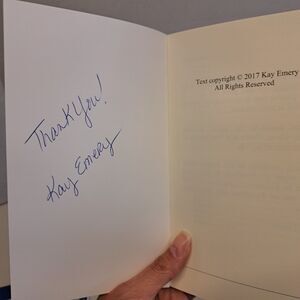 Thank You!
Kay Emery
Text copyright © 2017 Kay Emery
All Rights Reserved